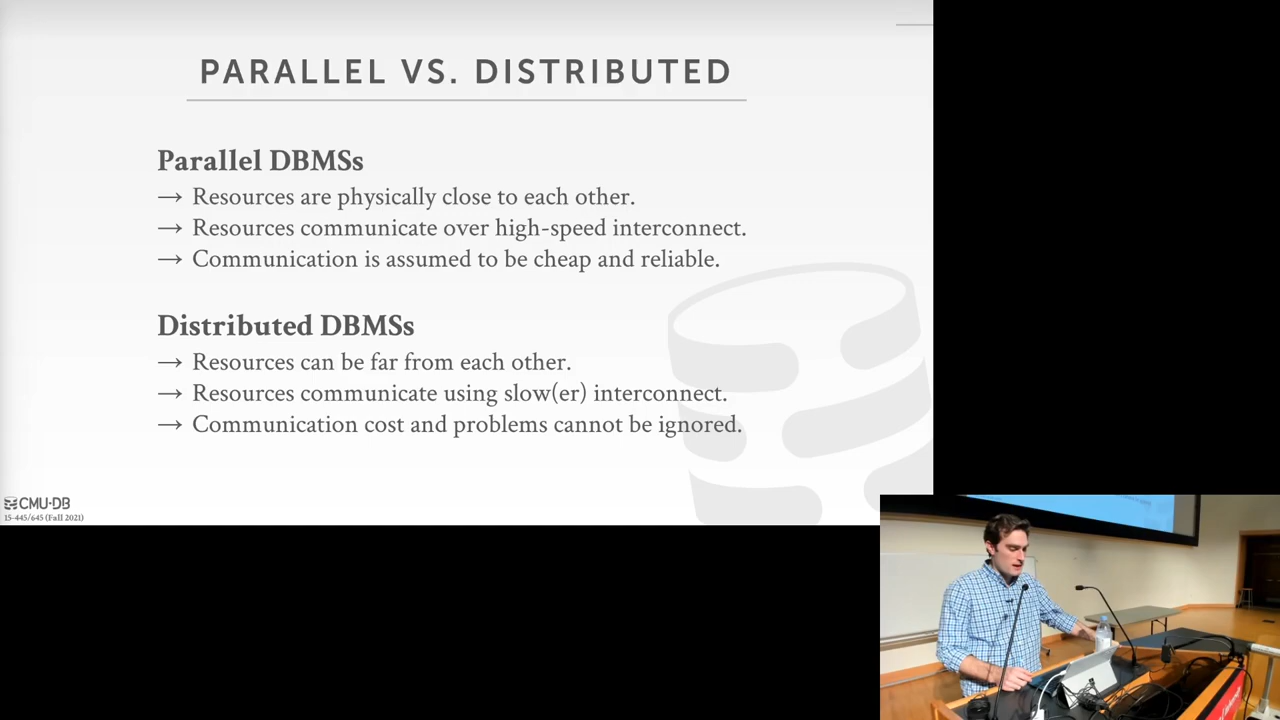 PARALLEL VS. DISTRIBUTED
Parallel DBMSs
→ Resources are physically close to each other.
→ Resources communicate over high-speed interconnect.
→ Communication is assumed to be cheap and reliable.
Distributed DBMSs
→ Resources can be far from each other.
→ Resources communicate using slow(er) interconnect.
→ Communication cost and problems cannot be ignored.
CMU·DB
15-445/645 (Fall 2021)